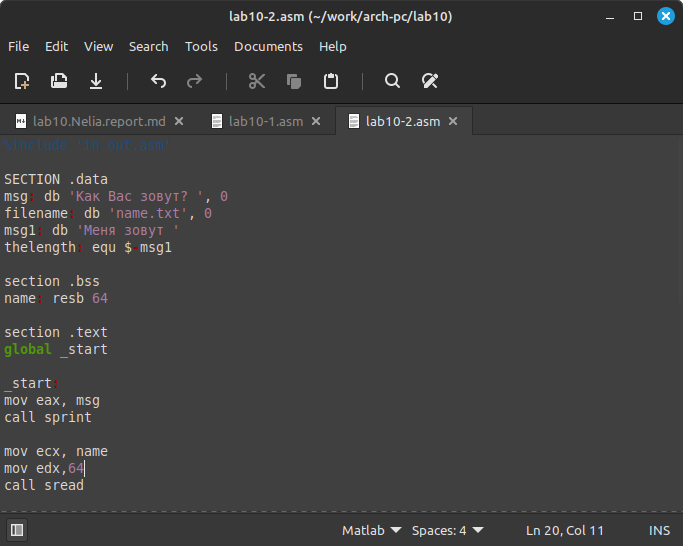 lab10-2.asm (~/work/arch-pc/lab10)
File Edit View Search Tools Documents Help
lab10.Nelia.report.md lab10-1.asm lab10-2.asm
%include 'in_out.asm'
SECTION .data
msg: db 'Как Вас зовут? ', 0
filename: db 'name.txt', 0
msg1: db 'Меня зовут '
thelength: equ $-msg1
section .bss
name: resb 64
section .text
global _start
_start:
mov eax, msg
call sprint
mov ecx, name
mov edx,64
call sread
Matlab Spaces: 4 Ln 20, Col 11 INS